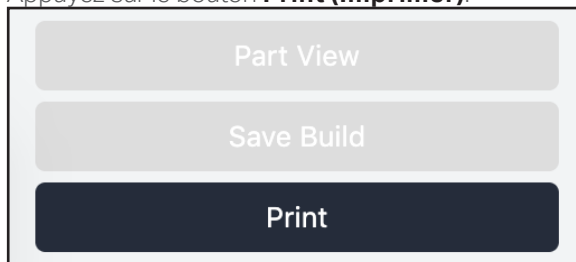 Appuyez sur le bouton Print (Imprimer).
Part View
Save Build
Print